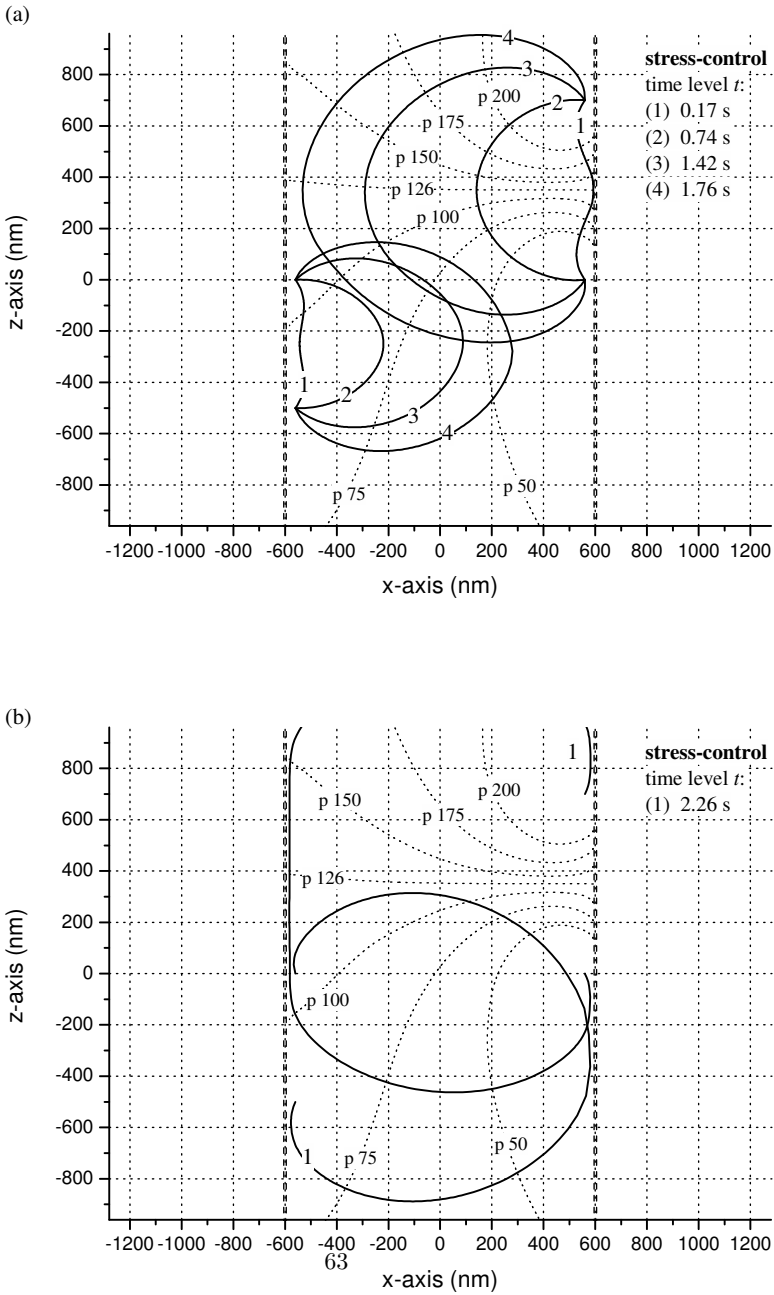 (a)
stress-control
time level t:
(1) 0.17 s
(2) 0.74 s
(3) 1.42 s
(4) 1.76 s
4
3
2
1
p 200
p 175
p 150
p 126
p 100
1
2
3
4
p 75
p 50
800
600
400
200
0
-200
-400
-600
-800
z-axis (nm)
-1200 -1000 -800 -600 -400 -200 0 200 400 600 800 1000 1200
x-axis (nm)
(b)
stress-control
time level t:
(1) 2.26 s
1
p 200
p 150
p 175
p 126
p 100
1
p 75
p 50
800
600
400
200
0
-200
-400
-600
-800
z-axis (nm)
-1200 -1000 -800 -600 -400 -200 0 200 400 600 800 1000 1200
63
x-axis (nm)